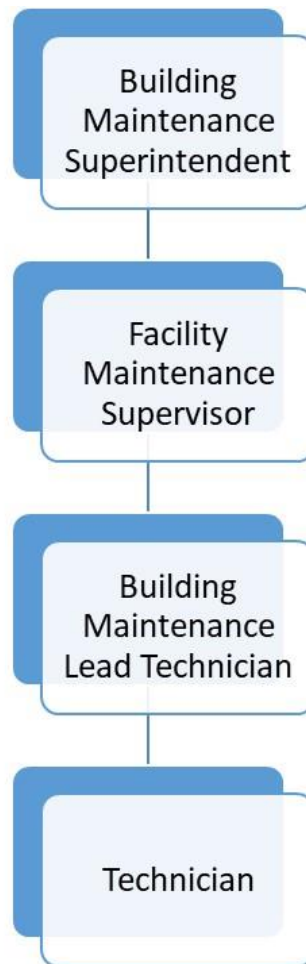 Building
Maintenance
Superintendent
Facility
Maintenance
Supervisor
Building
Maintenance
Lead Technician
Technician